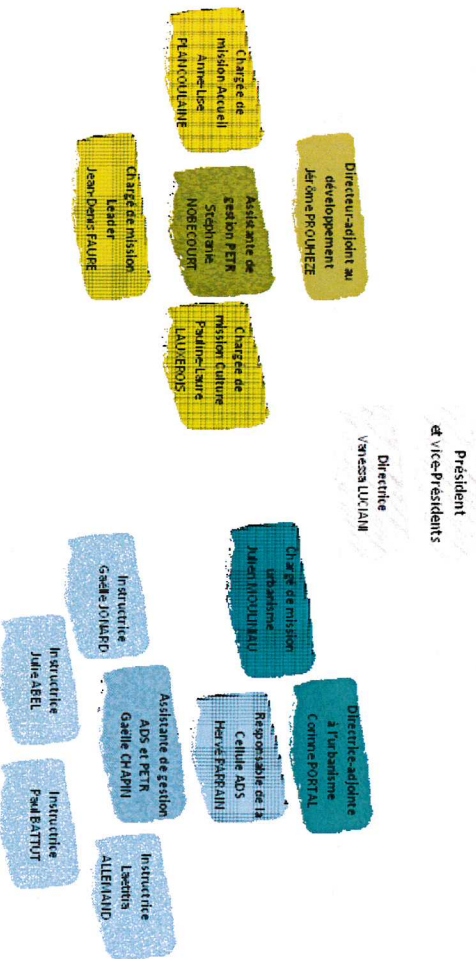 Président
et vice-Présidents
Directrice
Vanessa LUCIANI
Directeur-adjoint au
développement
Jérôme PROUHEZE
Directrice-adjointe
à l'urbanisme
Corinne PORTAL
Chargée de
mission Accueil
Anne-Lise
PLANCOULAINE
Assistante de
gestion PETR
Stéphanie
NOBECOURT
Chargée de
mission Culture
Pauline-Laure
LAUXEROIS
Chargé de mission
urbanisme
Julien MOULINIAU
Responsable de la
Cellule ADS
Hervé PARRAIN
Chargé de mission
Leader
Jean-Denis FAURE
Assistante de gestion
ADS et PETR
Gaëlle CHAPIN
Instructrice
Gaëlle JONARD
Instructrice
Laetitia
ALLEMAND
Instructrice
Julie ABEL
Instructrice
Paul BATTUT